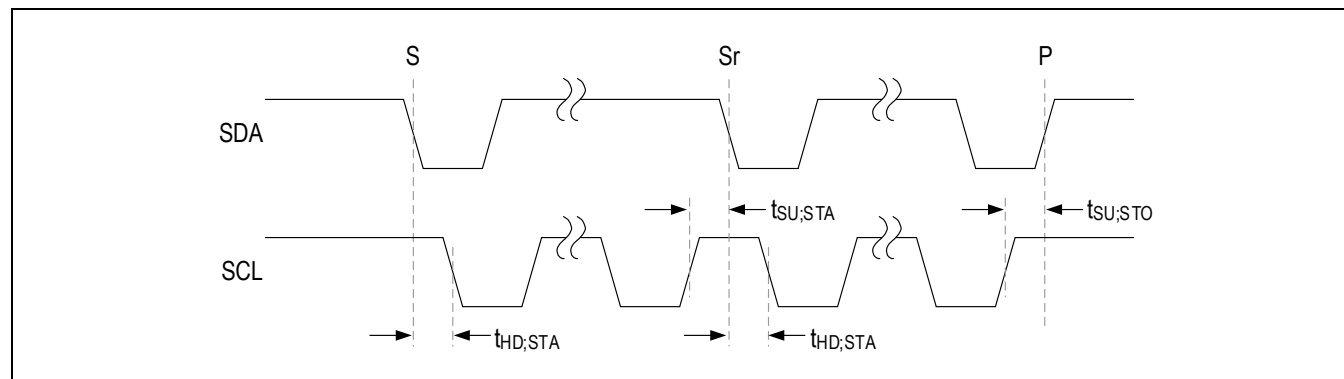 S Sr P
SDA
tSU;STA tSU;STO
SCL
tHD;STA tHD;STA